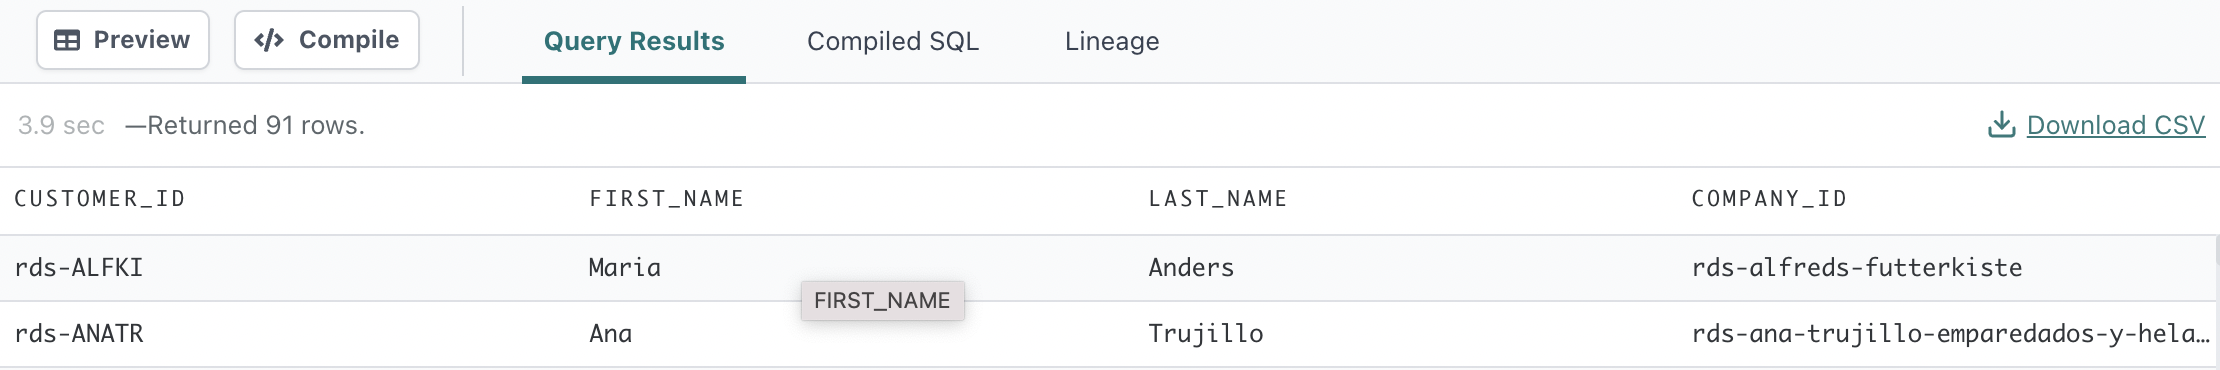 Preview Compile Query Results Compiled SQL Lineage
3.9 sec —Returned 91 rows. Download CSV
CUSTOMER_ID FIRST_NAME LAST_NAME COMPANY_ID
rds-ALFKI Maria Anders rds-alfreds-futterkiste
FIRST_NAME
rds-ANATR Ana Trujillo rds-ana-trujillo-emparedados-y-hela…